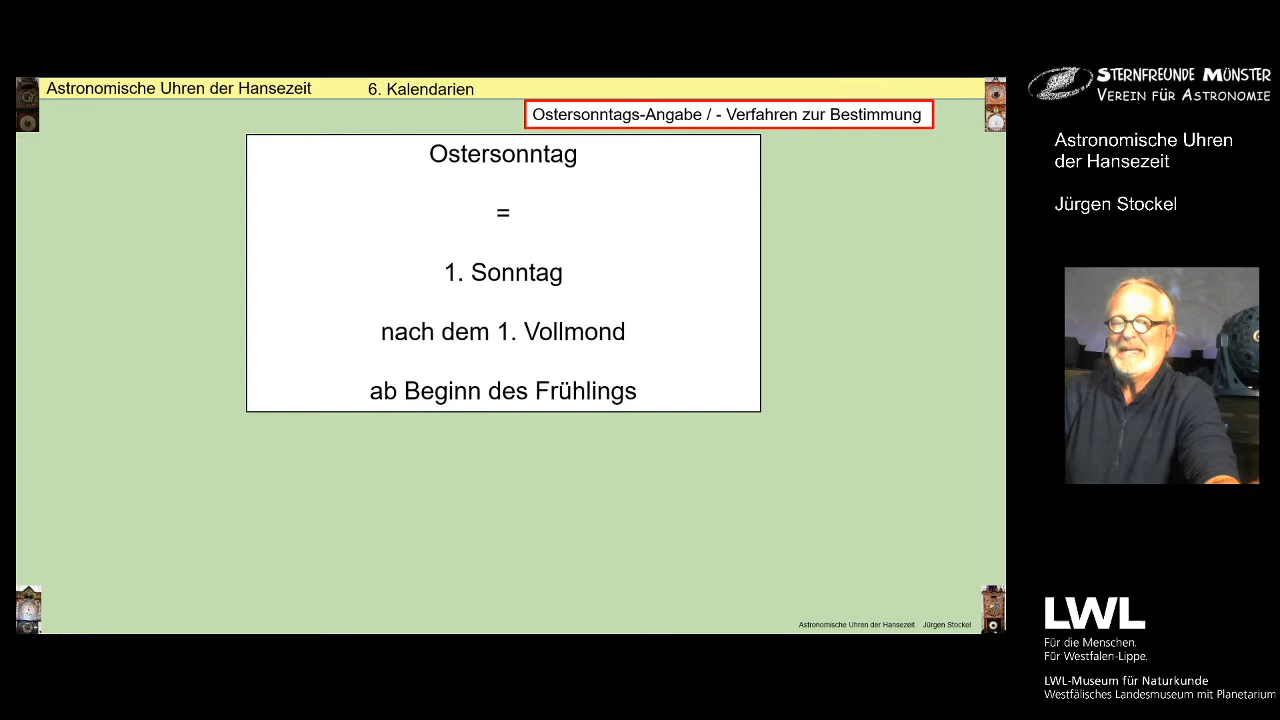 Astronomische Uhren der Hansezeit 6. Kalendarien
Ostersonntags-Angabe / - Verfahren zur Bestimmung
Ostersonntag
=
1. Sonntag
nach dem 1. Vollmond
ab Beginn des Frühlings
Astronomische Uhren der Hansezeit Jürgen Stockel
STERNFREUNDE MÜNSTER
VEREIN FÜR ASTRONOMIE
Astronomische Uhren
der Hansezeit
Jürgen Stockel
LWL
Für die Menschen.
Für Westfalen-Lippe.
LWL-Museum für Naturkunde
Westfälisches Landesmuseum mit Planetarium